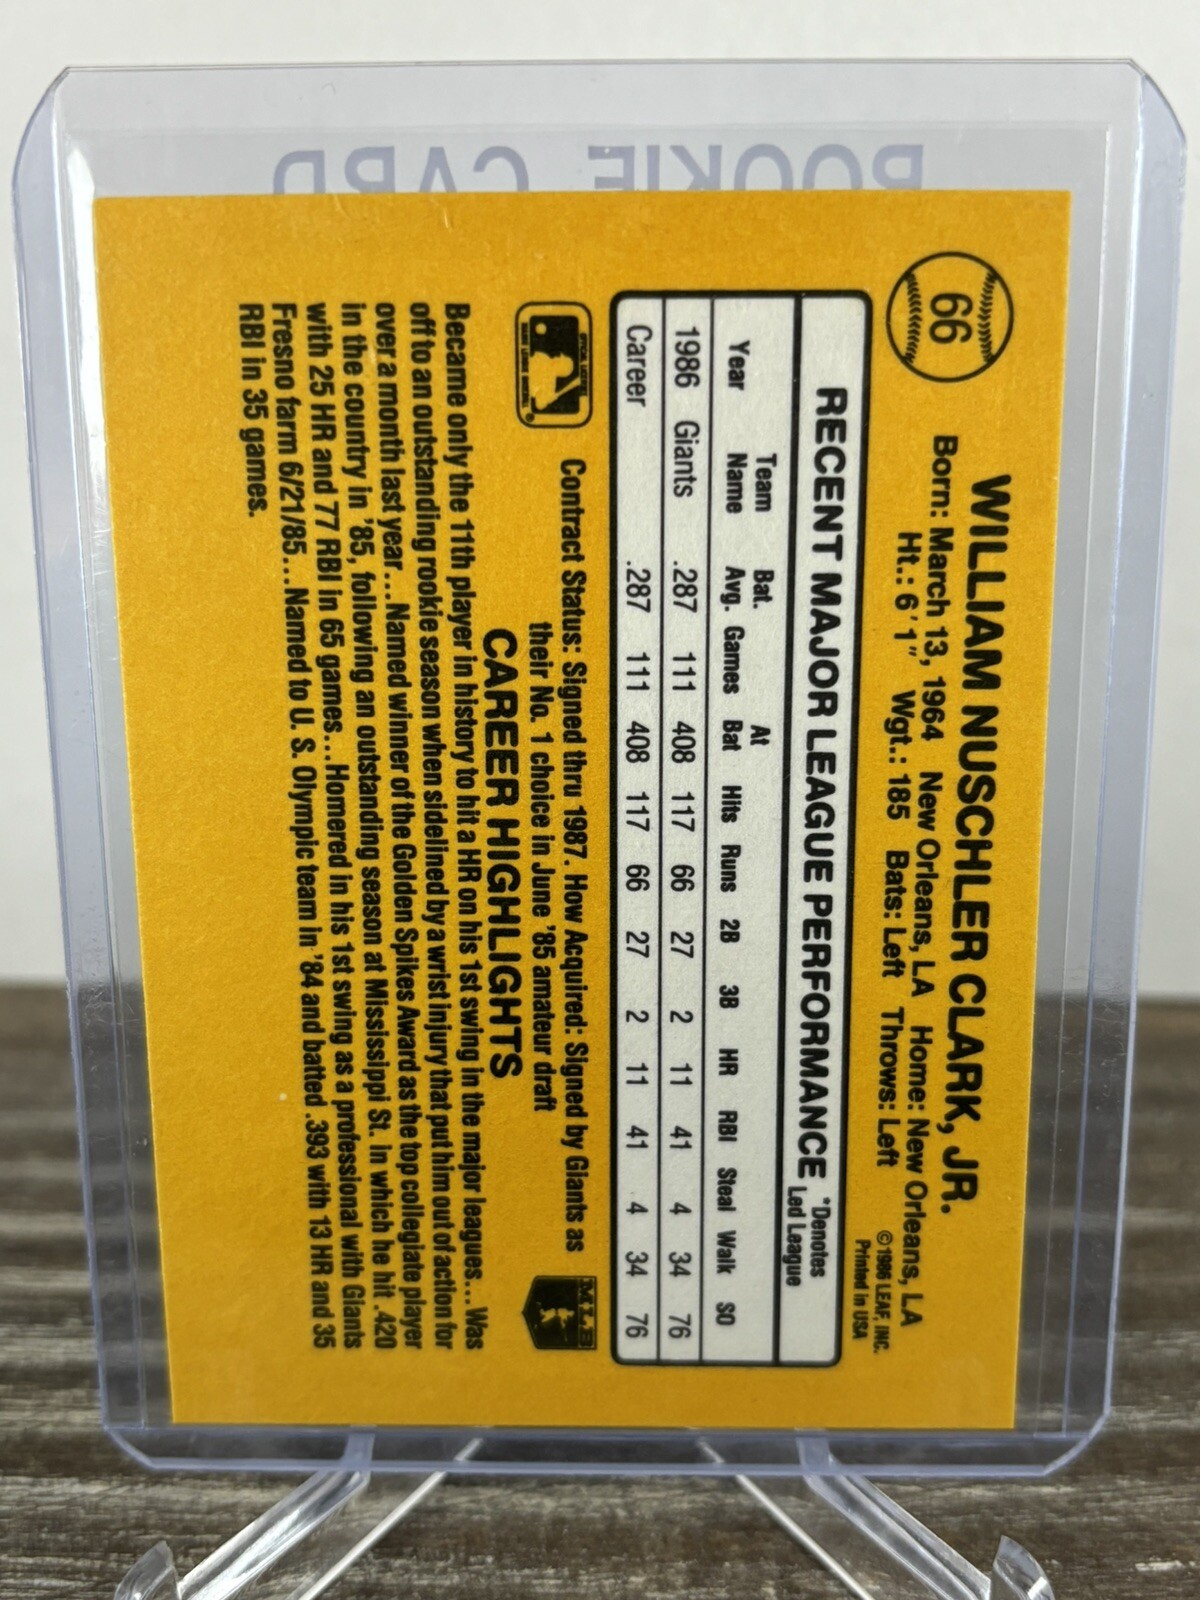 ROOKIE CARD
66
WILLIAM NUSCHLER CLARK, JR.
Born: March 13, 1964 New Orleans, LA Home: New Orleans, LA
Ht.: 6'1" Wgt.: 185 Bats: Left Throws: Left
©1986 LEAF, INC.
Printed in USA
RECENT MAJOR LEAGUE PERFORMANCE
*Denotes
Led League
Year Team Name Bat. Avg. Games At Bat Hits Runs 2B 3B HR RBI Steal Walk SO
1986 Giants .287 111 408 117 66 27 2 11 41 4 34 76
Career .287 111 408 117 66 27 2 11 41 4 34 76
Contract Status: Signed thru 1987. How Acquired: Signed by Giants as
their No. 1 choice in June '85 amateur draft
MLB
CAREER HIGHLIGHTS
Became only the 11th player in history to hit a HR on his 1st swing in the major leagues...Was
off to an outstanding rookie season when sidelined by a wrist injury that put him out of action for
over a month last year...Named winner of the Golden Spikes Award as the top collegiate player
in the country in '85, following an outstanding season at Mississippi St. in which he hit .420
with 25 HR and 77 RBI in 65 games...Homered in his 1st swing as a professional with Giants
Fresno farm 6/21/85...Named to U. S. Olympic team in '84 and batted .393 with 13 HR and 35
RBI in 35 games.